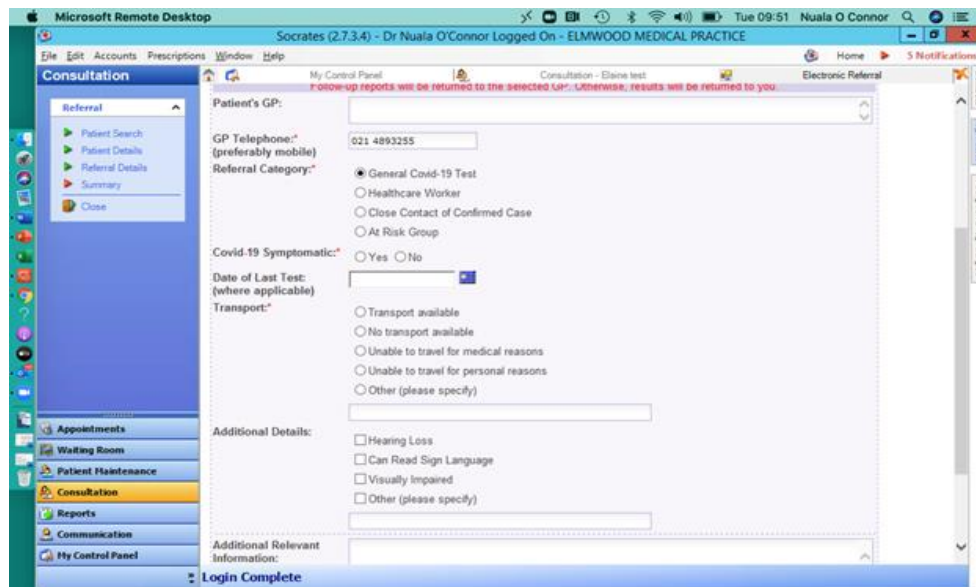 Microsoft Remote Desktop Tue 09:51 Nuala O Connor
Socrates (2.7.3.4) - Dr Nuala O'Connor Logged On - ELMWOOD MEDICAL PRACTICE
File Edit Accounts Prescriptions Window Help Home 5 Notifications
Consultation My Control Panel Consultation - Elaine test Electronic Referral
Follow-up reports will be returned to the selected GP. Otherwise, results will be returned to you.
Referral
Patient Search
Patient Details
Referral Details
Summary
Close
Patient's GP:
GP Telephone:* 021 4893255
(preferably mobile)
Referral Category:*
General Covid-19 Test
Healthcare Worker
Close Contact of Confirmed Case
At Risk Group
Covid-19 Symptomatic:* Yes No
Date of Last Test:
(where applicable)
Transport:*
Transport available
No transport available
Unable to travel for medical reasons
Unable to travel for personal reasons
Other (please specify)
Additional Details:
Hearing Loss
Can Read Sign Language
Visually Impaired
Other (please specify)
Additional Relevant
Information:
Appointments
Waiting Room
Patient Maintenance
Consultation
Reports
Communication
My Control Panel
Login Complete